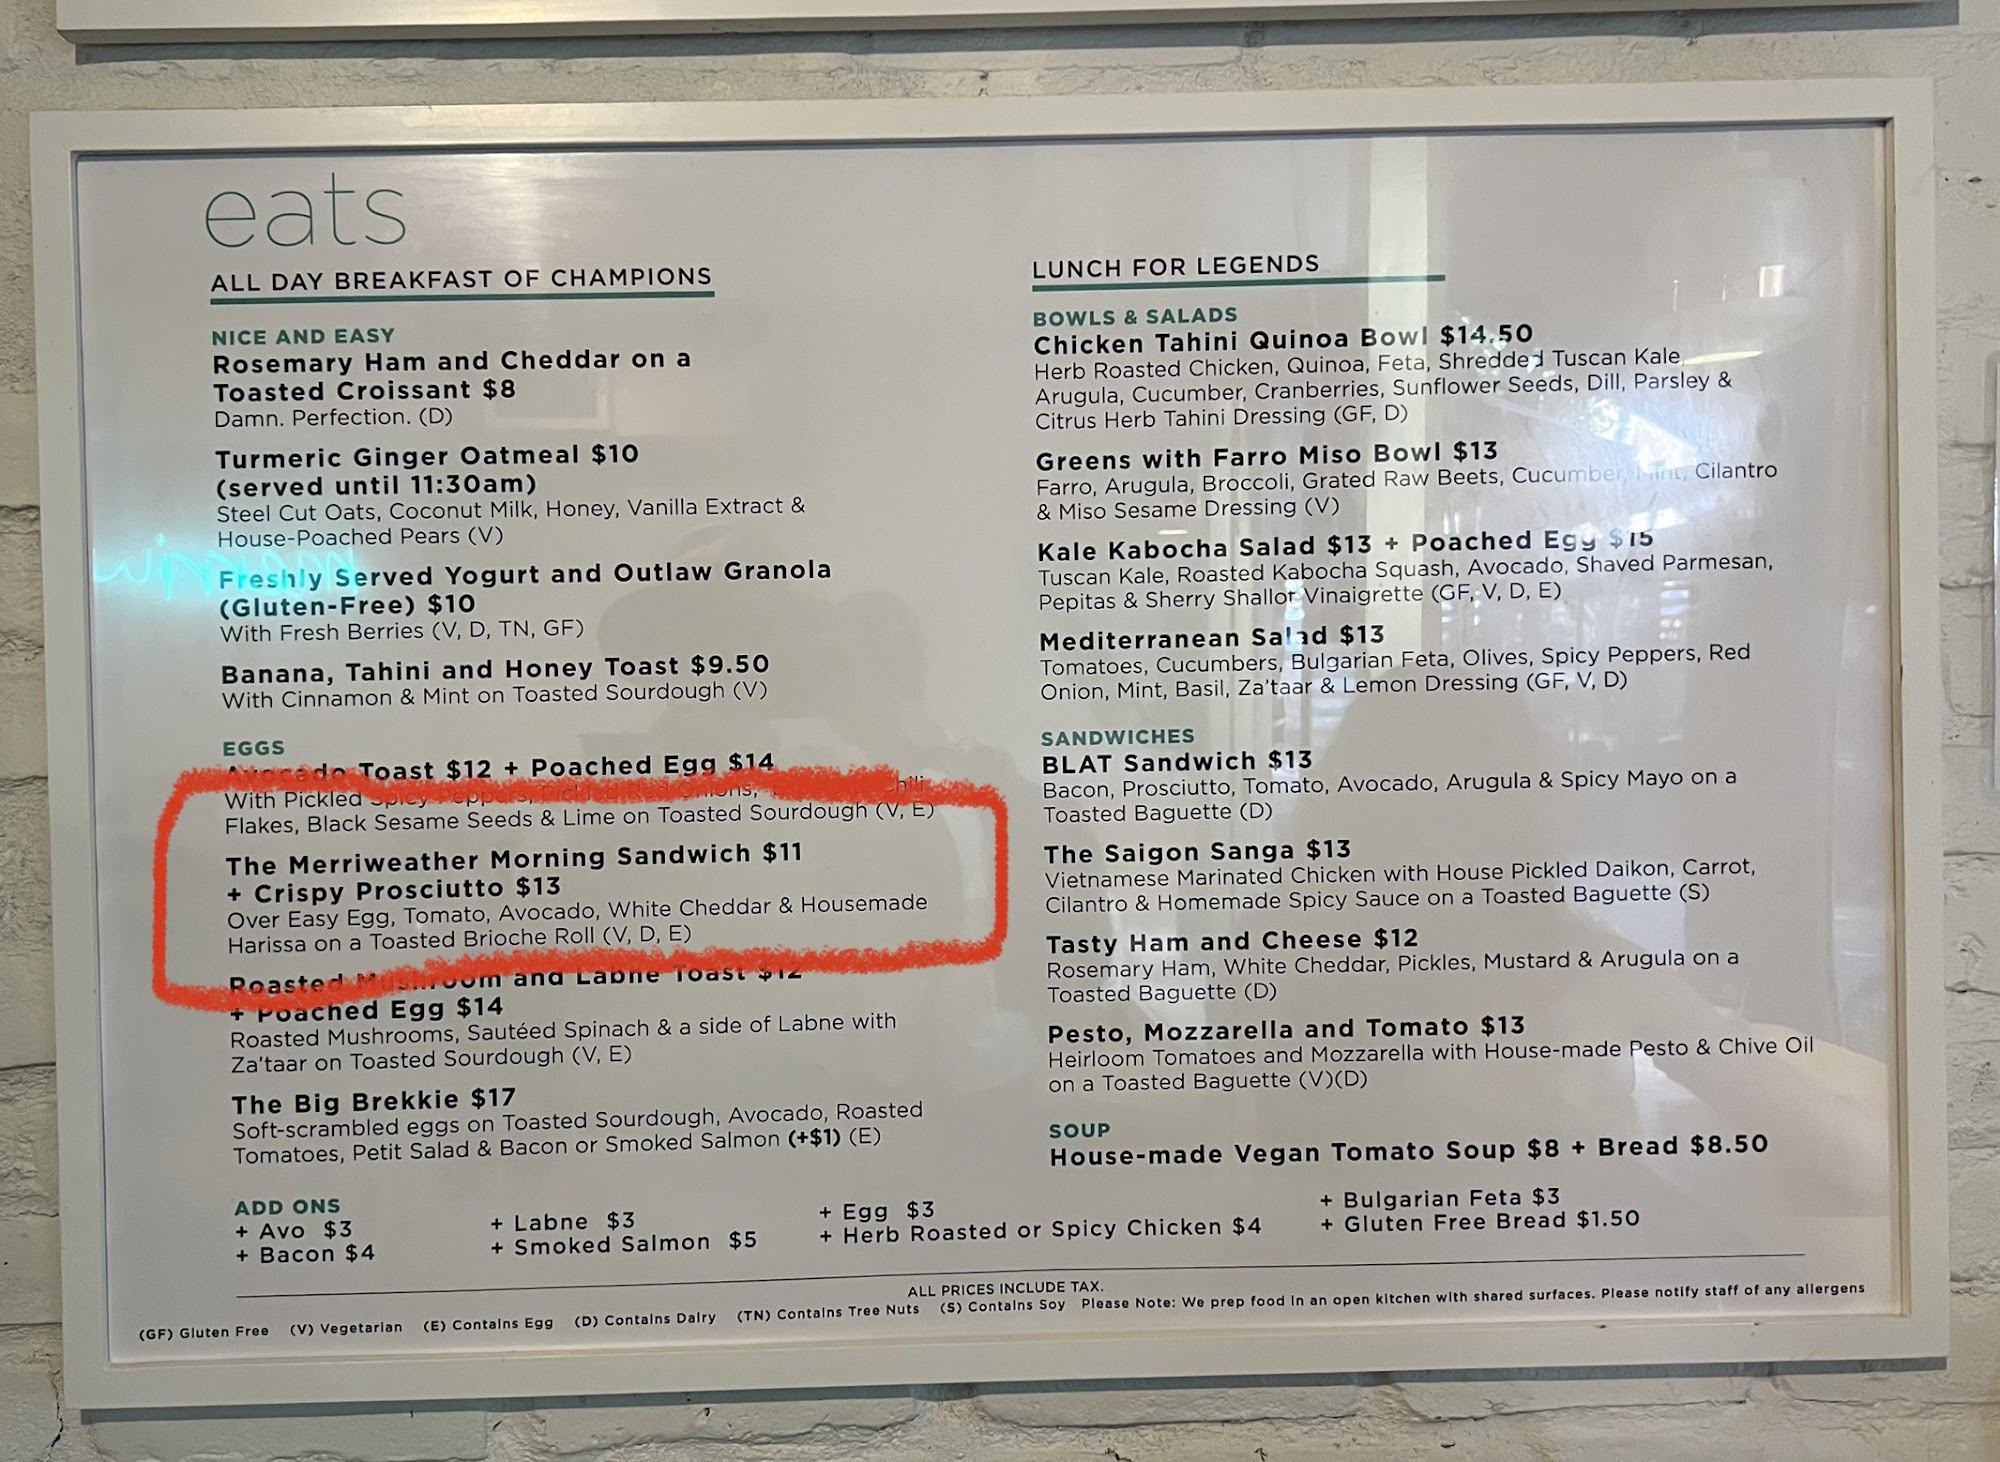 eats
ALL DAY BREAKFAST OF CHAMPIONS
NICE AND EASY
Rosemary Ham and Cheddar on a
Toasted Croissant $8
Damn. Perfection. (D)
Turmeric Ginger Oatmeal $10
(served until 11:30am)
Steel Cut Oats, Coconut Milk, Honey, Vanilla Extract &
House-Poached Pears (V)
Freshly Served Yogurt and Outlaw Granola
(Gluten-Free) $10
With Fresh Berries (V, D, TN, GF)
Banana, Tahini and Honey Toast $9.50
With Cinnamon & Mint on Toasted Sourdough (V)
EGGS
Avocado Toast $12 + Poached Egg $14
With Pickled Spicy Peppers, Pickled Red Onions, Chili
Flakes, Black Sesame Seeds & Lime on Toasted Sourdough (V, E)
The Merriweather Morning Sandwich $11
+ Crispy Prosciutto $13
Over Easy Egg, Tomato, Avocado, White Cheddar & Housemade
Harissa on a Toasted Brioche Roll (V, D, E)
Roasted Mushroom and Labne Toast $12
+ Poached Egg $14
Roasted Mushrooms, Sautéed Spinach & a side of Labne with
Za'taar on Toasted Sourdough (V, E)
The Big Brekkie $17
Soft-scrambled eggs on Toasted Sourdough, Avocado, Roasted
Tomatoes, Petit Salad & Bacon or Smoked Salmon (+$1) (E)
LUNCH FOR LEGENDS
BOWLS & SALADS
Chicken Tahini Quinoa Bowl $14.50
Herb Roasted Chicken, Quinoa, Feta, Shredded Tuscan Kale,
Arugula, Cucumber, Cranberries, Sunflower Seeds, Dill, Parsley &
Citrus Herb Tahini Dressing (GF, D)
Greens with Farro Miso Bowl $13
Farro, Arugula, Broccoli, Grated Raw Beets, Cucumber, Mint, Cilantro
& Miso Sesame Dressing (V)
Kale Kabocha Salad $13 + Poached Egg $15
Tuscan Kale, Roasted Kabocha Squash, Avocado, Shaved Parmesan,
Pepitas & Sherry Shallot Vinaigrette (GF, V, D, E)
Mediterranean Salad $13
Tomatoes, Cucumbers, Bulgarian Feta, Olives, Spicy Peppers, Red
Onion, Mint, Basil, Za'taar & Lemon Dressing (GF, V, D)
SANDWICHES
BLAT Sandwich $13
Bacon, Prosciutto, Tomato, Avocado, Arugula & Spicy Mayo on a
Toasted Baguette (D)
The Saigon Sanga $13
Vietnamese Marinated Chicken with House Pickled Daikon, Carrot,
Cilantro & Homemade Spicy Sauce on a Toasted Baguette (S)
Tasty Ham and Cheese $12
Rosemary Ham, White Cheddar, Pickles, Mustard & Arugula on a
Toasted Baguette (D)
Pesto, Mozzarella and Tomato $13
Heirloom Tomatoes and Mozzarella with House-made Pesto & Chive Oil
on a Toasted Baguette (V)(D)
SOUP
House-made Vegan Tomato Soup $8 + Bread $8.50
ADD ONS
+ Avo $3
+ Bacon $4
+ Labne $3
+ Smoked Salmon $5
+ Egg $3
+ Herb Roasted or Spicy Chicken $4
+ Bulgarian Feta $3
+ Gluten Free Bread $1.50
ALL PRICES INCLUDE TAX.
(GF) Gluten Free (V) Vegetarian (E) Contains Egg (D) Contains Dairy (TN) Contains Tree Nuts (S) Contains Soy Please Note: We prep food in an open kitchen with shared surfaces. Please notify staff of any allergens